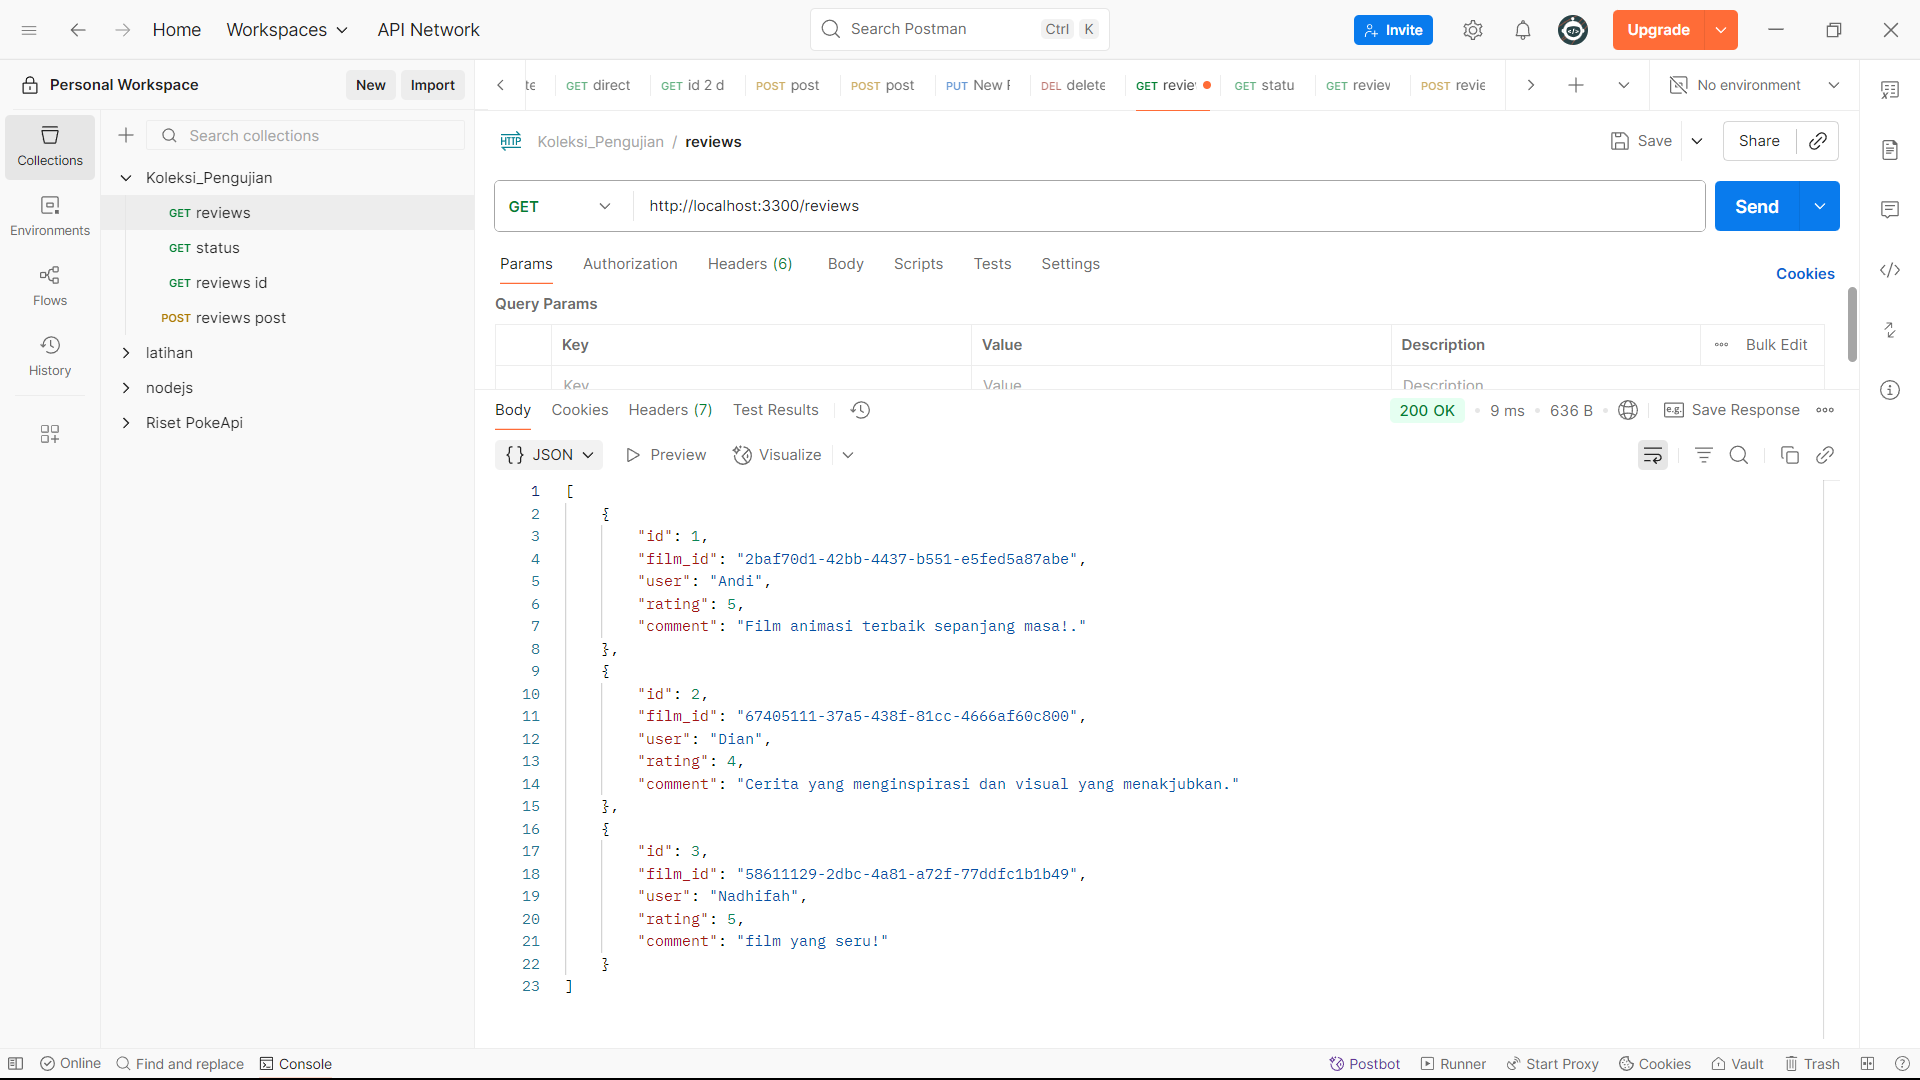 Home Workspaces API Network Search Postman Ctrl K Invite Upgrade
Personal Workspace New Import
GET direct GET id 2 d POST post POST post PUT New DEL delete GET revie GET statu GET review POST revie No environment
Collections
Environments
Flows
History
Search collections
Koleksi_Pengujian
GET reviews
GET status
GET reviews id
POST reviews post
latihan
nodejs
Riset PokeApi
HTTP Koleksi_Pengujian / reviews Save Share
GET http://localhost:3300/reviews Send
Params Authorization Headers (6) Body Scripts Tests Settings Cookies
Query Params
Key Value Description Bulk Edit
Key Value Description
Body Cookies Headers (7) Test Results 200 OK 9 ms 636 B e.g. Save Response
{} JSON Preview Visualize
1 [
2 {
3 "id": 1,
4 "film_id": "2baf70d1-42bb-4437-b551-e5fed5a87abe",
5 "user": "Andi",
6 "rating": 5,
7 "comment": "Film animasi terbaik sepanjang masa!."
8 },
9 {
10 "id": 2,
11 "film_id": "67405111-37a5-438f-81cc-4666af60c800",
12 "user": "Dian",
13 "rating": 4,
14 "comment": "Cerita yang menginspirasi dan visual yang menakjubkan."
15 },
16 {
17 "id": 3,
18 "film_id": "58611129-2dbc-4a81-a72f-77ddfc1b1b49",
19 "user": "Nadhifah",
20 "rating": 5,
21 "comment": "film yang seru!"
22 }
23 ]
Online Find and replace Console Postbot Runner Start Proxy Cookies Vault Trash